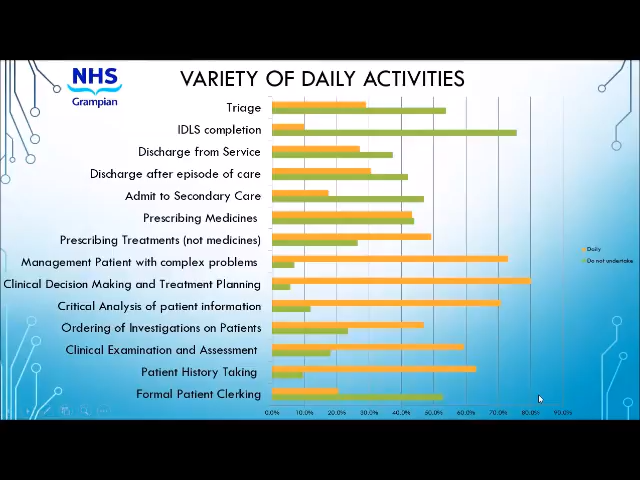 NHS
Grampian
VARIETY OF DAILY ACTIVITIES
Triage
IDLS completion
Discharge from Service
Discharge after episode of care
Admit to Secondary Care
Prescribing Medicines
Prescribing Treatments (not medicines)
Management Patient with complex problems
Clinical Decision Making and Treatment Planning
Critical Analysis of patient information
Ordering of Investigations on Patients
Clinical Examination and Assessment
Patient History Taking
Formal Patient Clerking
Daily
Do not undertake
0.0% 10.0% 20.0% 30.0% 40.0% 50.0% 60.0% 70.0% 80.0% 90.0%